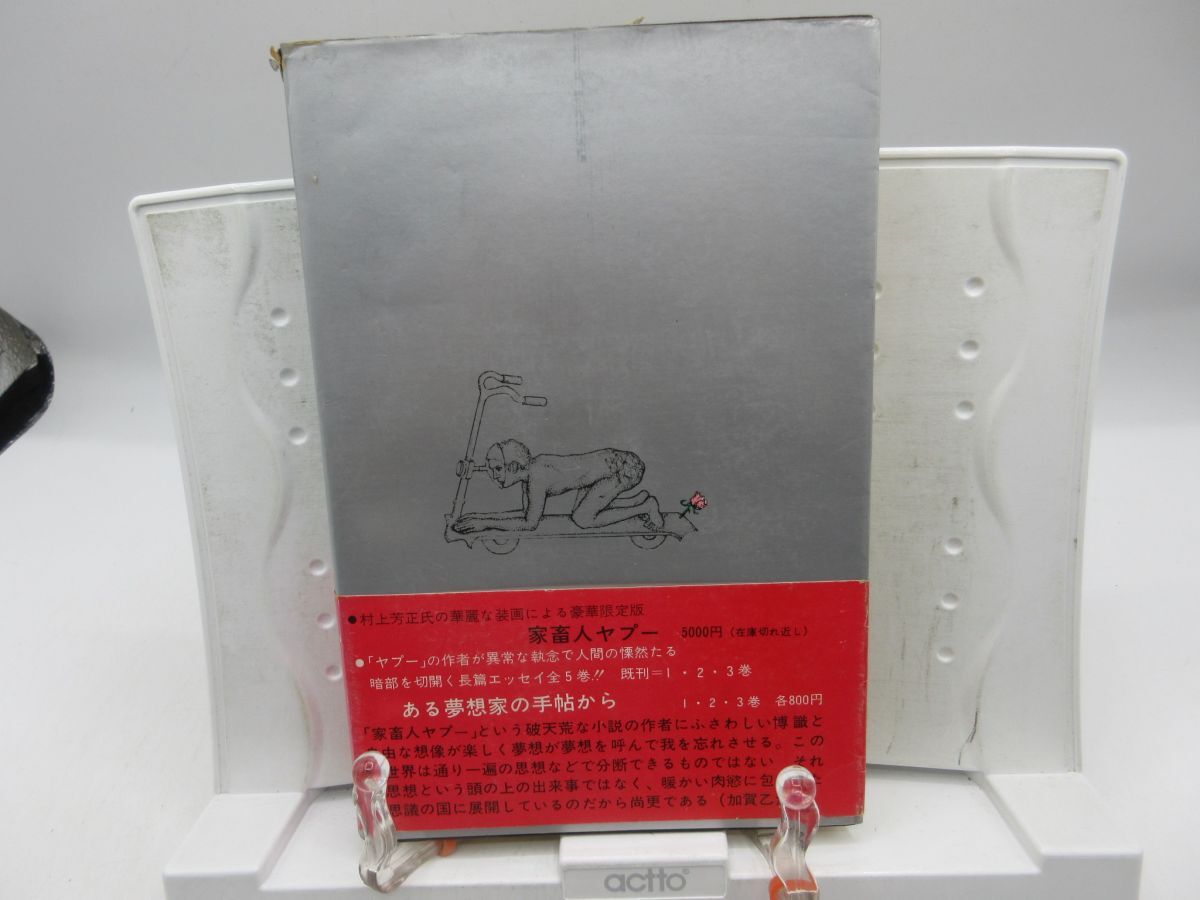 ●村上芳正氏の華麗な装画による豪華限定版
家畜人ヤプー 5000円(在庫切れ近し)
●「ヤプー」の作者が異常な執念で人間の慄然たる
暗部を切開く長篇エッセイ全5巻!! 既刊=1・2・3巻
ある夢想家の手帖から 1・2・3巻 各800円
「家畜人ヤプー」という破天荒な小説の作者にふさわしい博識と
由な想像が楽しく夢想が夢想を呼んで我を忘れさせる。この
世界は通り一遍の思想などで分断できるものではない。それ
思想という頭の上の出来事ではなく、暖かい肉慾に包 た
思議の国に展開しているのだから尚更である(加賀乙
actto